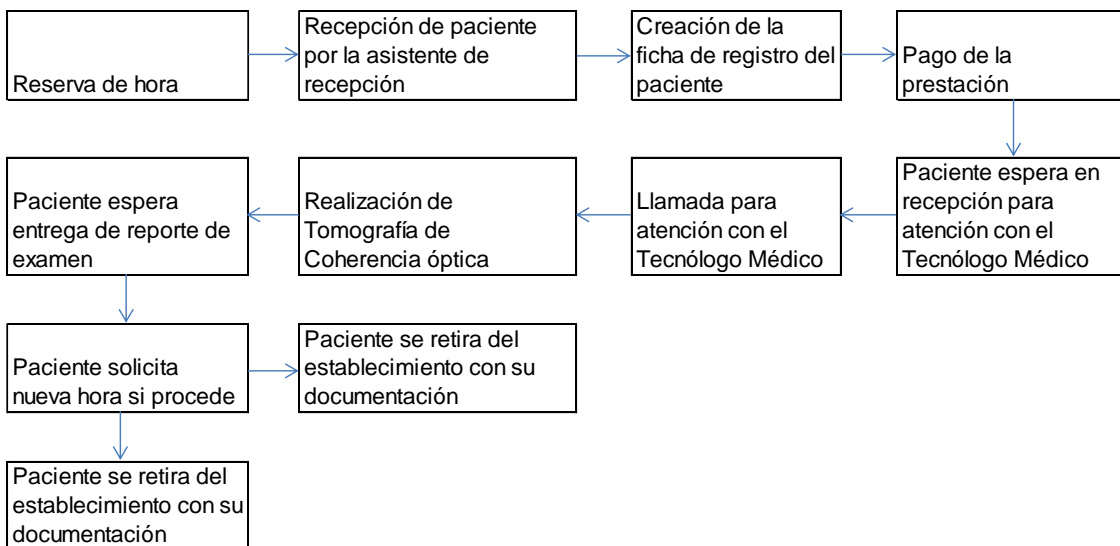 Reserva de hora
Recepción de paciente
por la asistente de
recepción
Creación de la
ficha de registro del
paciente
Pago de la
prestación
Paciente espera en
recepción para
atención con el
Tecnólogo Médico
Llamada para
atención con el
Tecnólogo Médico
Realización de
Tomografía de
Coherencia óptica
Paciente espera
entrega de reporte de
examen
Paciente solicita
nueva hora si procede
Paciente se retira del
establecimiento con su
documentación
Paciente se retira del
establecimiento con su
documentación